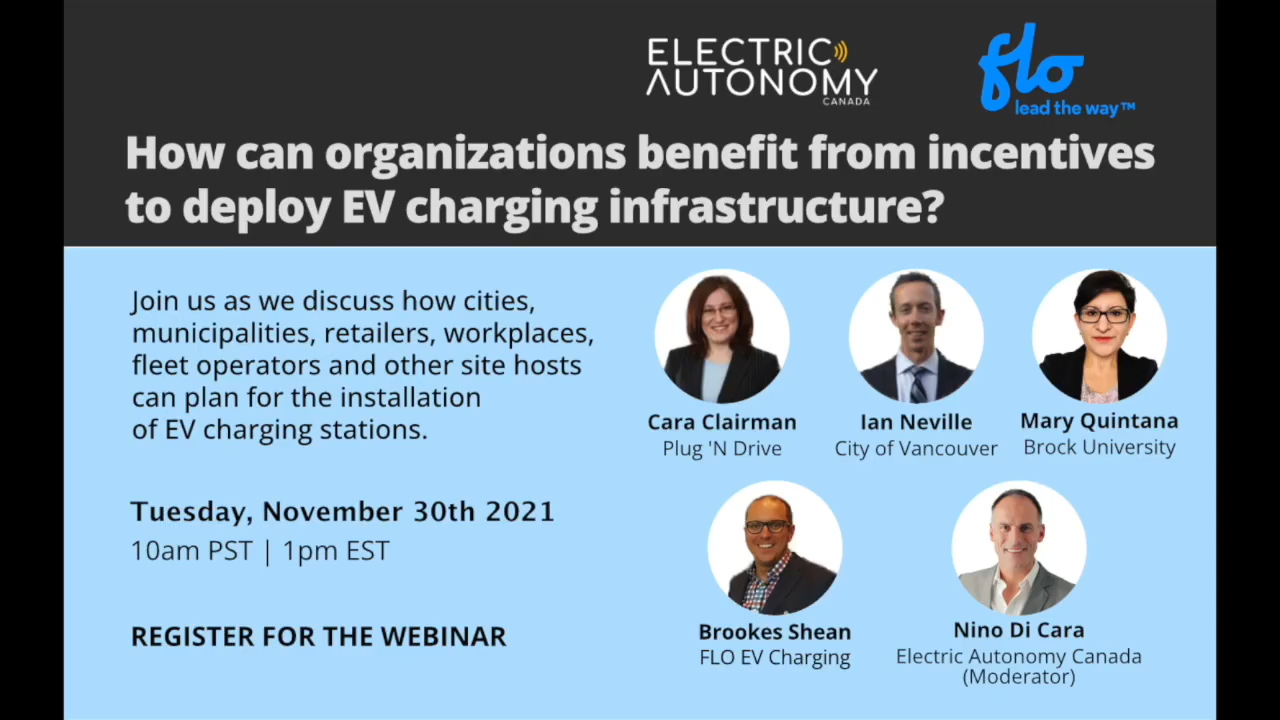 ELECTRIC
AUTONOMY
CANADA
flo
lead the way™
How can organizations benefit from incentives
to deploy EV charging infrastructure?
Join us as we discuss how cities,
municipalities, retailers, workplaces,
fleet operators and other site hosts
can plan for the installation
of EV charging stations.
Tuesday, November 30th 2021
10am PST | 1pm EST
REGISTER FOR THE WEBINAR
Cara Clairman
Plug 'N Drive
Ian Neville
City of Vancouver
Mary Quintana
Brock University
Brookes Shean
FLO EV Charging
Nino Di Cara
Electric Autonomy Canada
(Moderator)